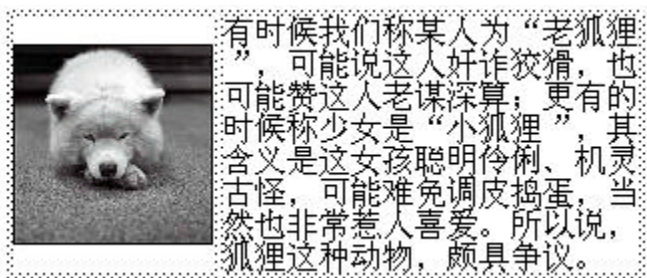 有时候我们称某人为“老狐狸
”，可能说这人奸诈狡猾，也
可能赞这人老谋深算；更有的
时候称少女是“小狐狸”，其
含义是这女孩聪明伶俐、机灵
古怪，可能难免调皮捣蛋，当
然也非常惹人喜爱。所以说，
狐狸这种动物，颇具争议。